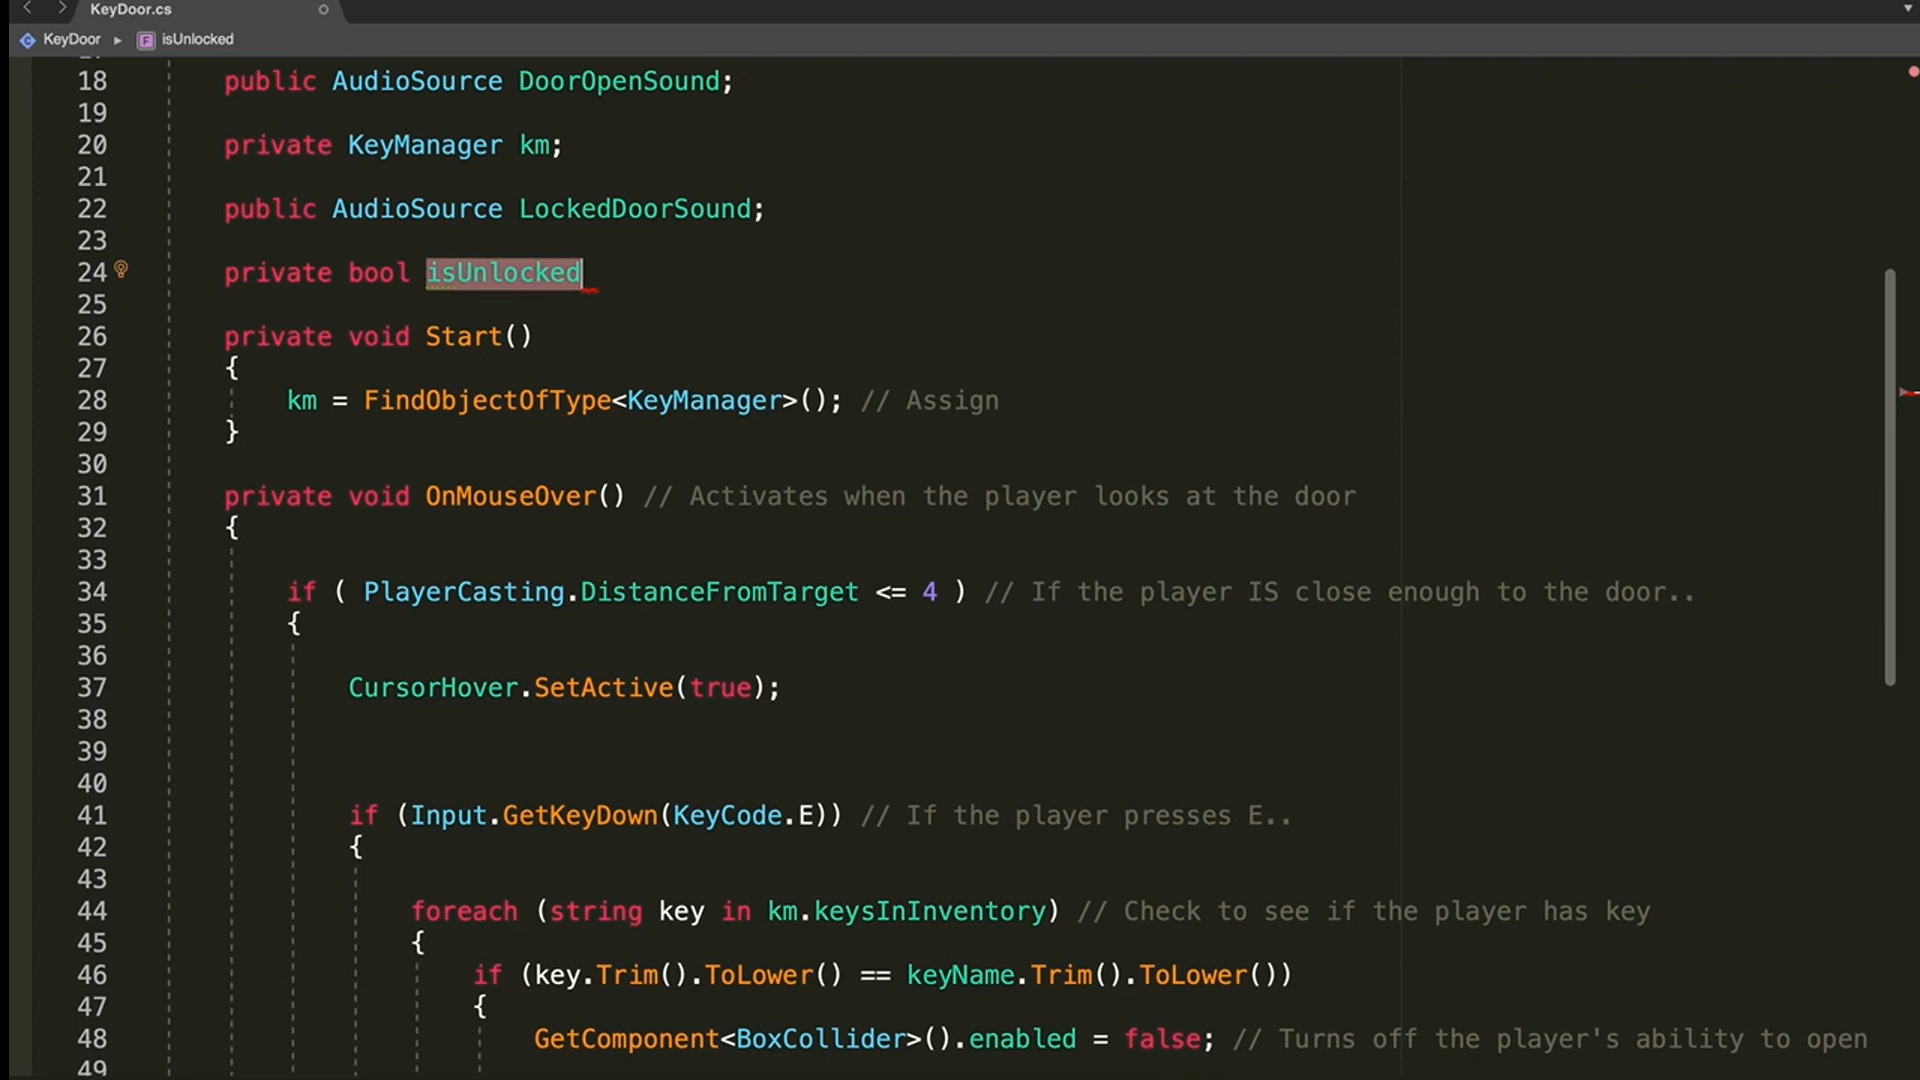 KeyDoor.cs
KeyDoor ▸ F isUnlocked
18 public AudioSource DoorOpenSound;
19
20 private KeyManager km;
21
22 public AudioSource LockedDoorSound;
23
24 private bool isUnlocked
25
26 private void Start()
27 {
28 km = FindObjectOfType<KeyManager>(); // Assign
29 }
30
31 private void OnMouseOver() // Activates when the player looks at the door
32 {
33
34 if ( PlayerCasting.DistanceFromTarget <= 4 ) // If the player IS close enough to the door..
35 {
36
37 CursorHover.SetActive(true);
38
39
40
41 if (Input.GetKeyDown(KeyCode.E)) // If the player presses E..
42 {
43
44 foreach (string key in km.keysInInventory) // Check to see if the player has key
45 {
46 if (key.Trim().ToLower() == keyName.Trim().ToLower())
47 {
48 GetComponent<BoxCollider>().enabled = false; // Turns off the player's ability to open
49